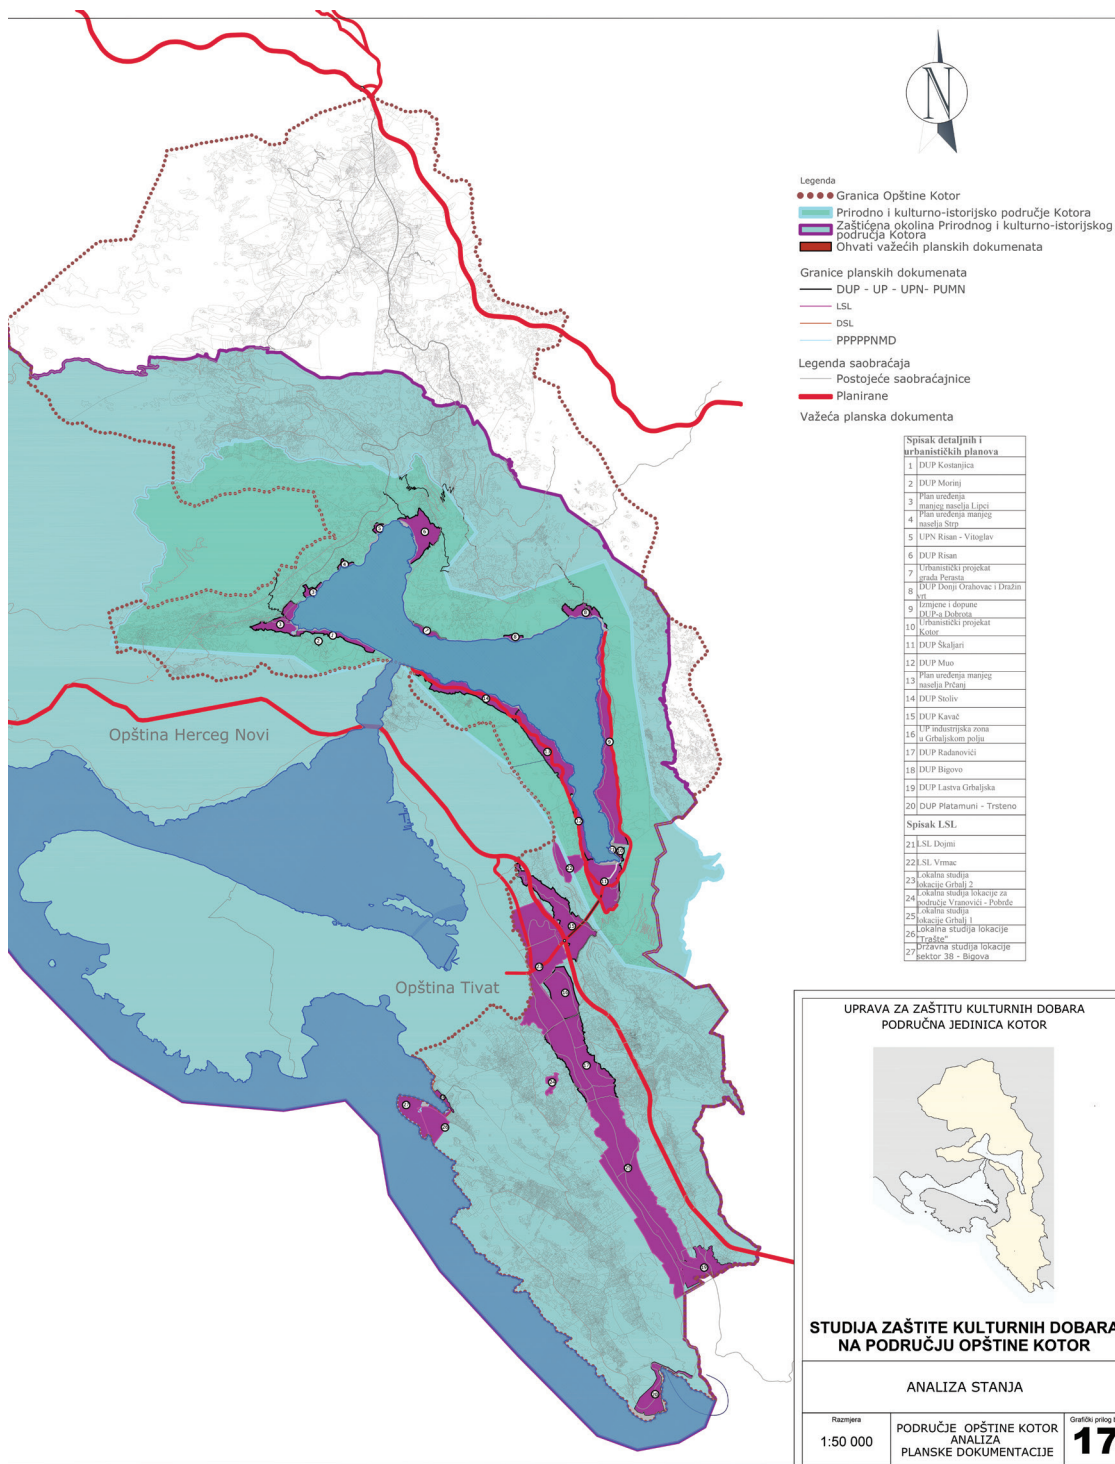 N
Legenda
Granica Opštine Kotor
Prirodno i kulturno-istorijsko područje Kotora
Zaštićena okolina Prirodnog i kulturno-istorijskog
područja Kotora
Ohvati važećih planskih dokumenata
Granice planskih dokumenata
DUP - UP - UPN- PUMN
LSL
DSL
PPPPPNMD
Legenda saobraćaja
Postojeće saobraćajnice
Planirane
Važeća planska dokumenta
Spisak detaljnih i
urbanističkih planova
1 DUP Kostanjica
2 DUP Morinj
3 Plan uređenja
manjeg naselja Lipci
4 Plan uređenja manjeg
naselja Strp
5 UPN Risan - Vitoglav
6 DUP Risan
7 Urbanistički projekat
grada Perasta
8 DUP Donji Orahovac i Dražin
vrt
9 Izmjene i dopune
DUP-a Dobrota
10 Urbanistički projekat
Kotor
11 DUP Škaljari
12 DUP Muo
13 Plan uređenja manjeg
naselja Prčanj
14 DUP Stoliv
15 DUP Kavač
16 UP industrijska zona
u Grbaljskom polju
17 DUP Radanovići
18 DUP Bigovo
19 DUP Lastva Grbaljska
20 DUP Platamuni - Trsteno
Spisak LSL
21 LSL Dojmi
22 LSL Vrmac
23 Lokalna studija
lokacije Grbalj 2
24 Lokalna studija lokacije za
područje Vranovići - Pobrđe
25 Lokalna studija
lokacije Grbalj 1
26 Lokalna studija lokacije
"Trašte"
27 Državna studija lokacije
sektor 38 - Bigova
Opština Herceg Novi
Opština Tivat
UPRAVA ZA ZAŠTITU KULTURNIH DOBARA
PODRUČNA JEDINICA KOTOR
STUDIJA ZAŠTITE KULTURNIH DOBARA
NA PODRUČJU OPŠTINE KOTOR
ANALIZA STANJA
Razmjera
1:50 000
PODRUČJE OPŠTINE KOTOR
ANALIZA
PLANSKE DOKUMENTACIJE
Grafički prilog
17